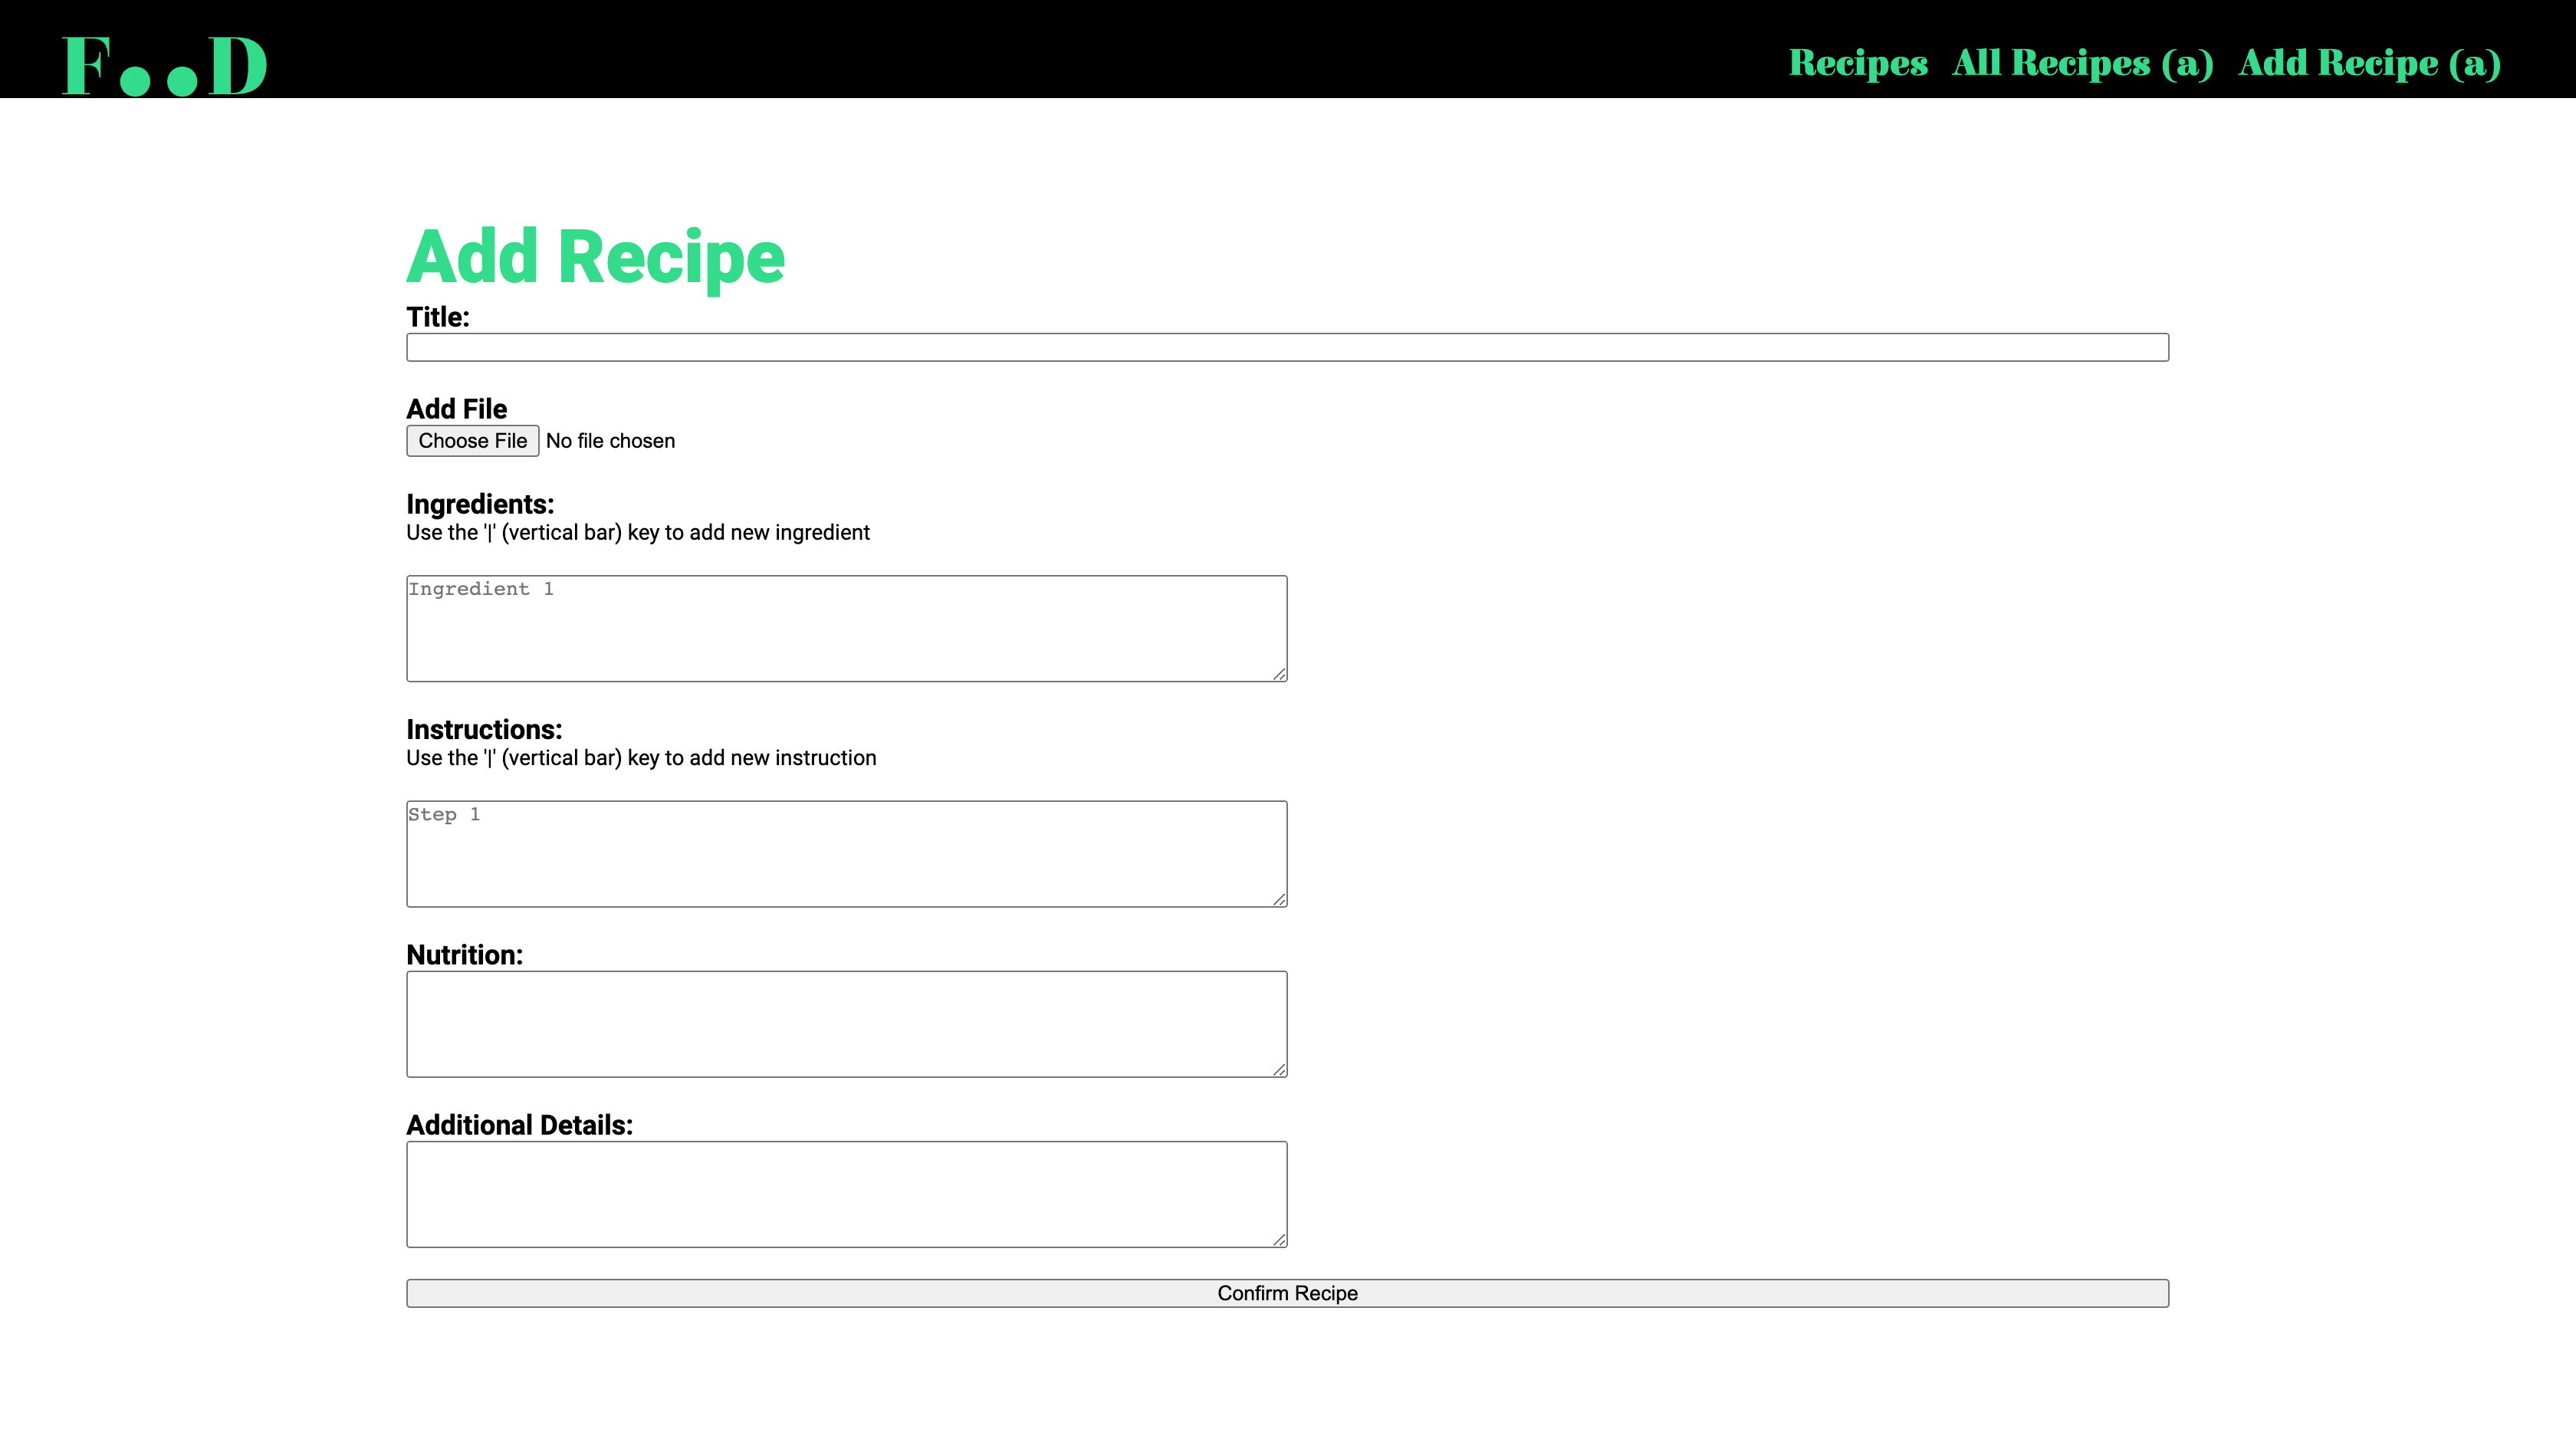 F..D
Recipes All Recipes (a) Add Recipe (a)
Add Recipe
Title:
Add File
Choose File No file chosen
Ingredients:
Use the '|' (vertical bar) key to add new ingredient
Ingredient 1
Instructions:
Use the '|' (vertical bar) key to add new instruction
Step 1
Nutrition:
Additional Details:
Confirm Recipe